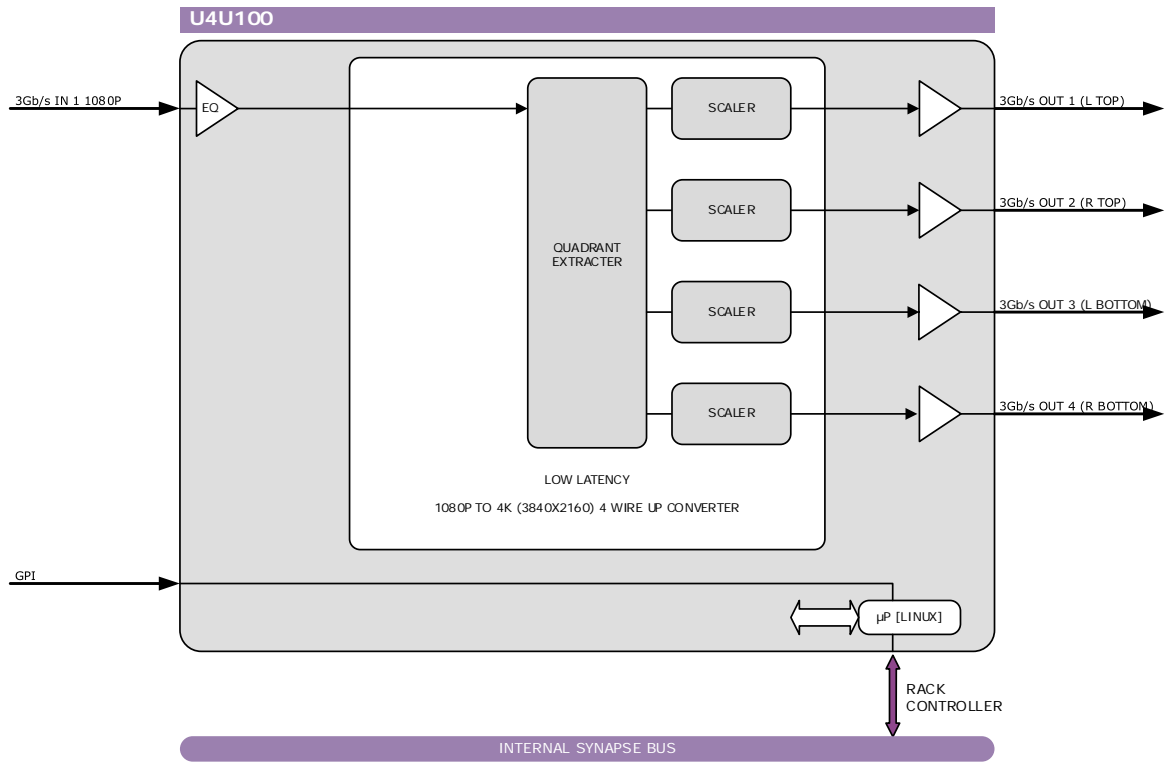 U4U100
3Gb/s IN 1 1080P
EQ
SCALER
3Gb/s OUT 1 (L TOP)
SCALER
3Gb/s OUT 2 (R TOP)
QUADRANT
EXTRACTER
SCALER
3Gb/s OUT 3 (L BOTTOM)
SCALER
3Gb/s OUT 4 (R BOTTOM)
LOW LATENCY
1080P TO 4K (3840X2160) 4 WIRE UP CONVERTER
GPI
µP [LINUX]
RACK
CONTROLLER
INTERNAL SYNAPSE BUS